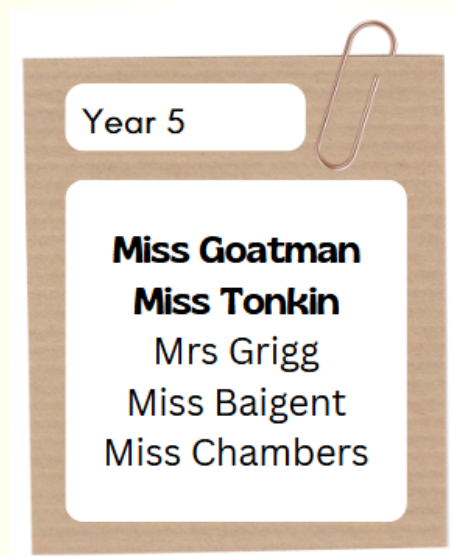 Year 5
Miss Goatman
Miss Tonkin
Mrs Grigg
Miss Baigent
Miss Chambers